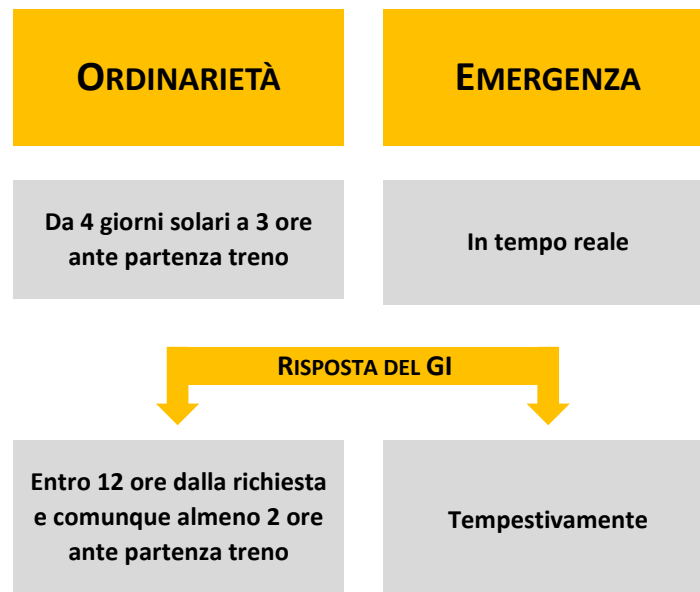 ORDINARIETÀ
EMERGENZA
Da 4 giorni solari a 3 ore
ante partenza treno
In tempo reale
RISPOSTA DEL GI
Entro 12 ore dalla richiesta
e comunque almeno 2 ore
ante partenza treno
Tempestivamente